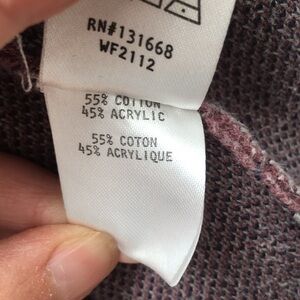 RN#131668
WF2112
55% COTTON
45% ACRYLIC
55% COTON
45% ACRYLIQUE